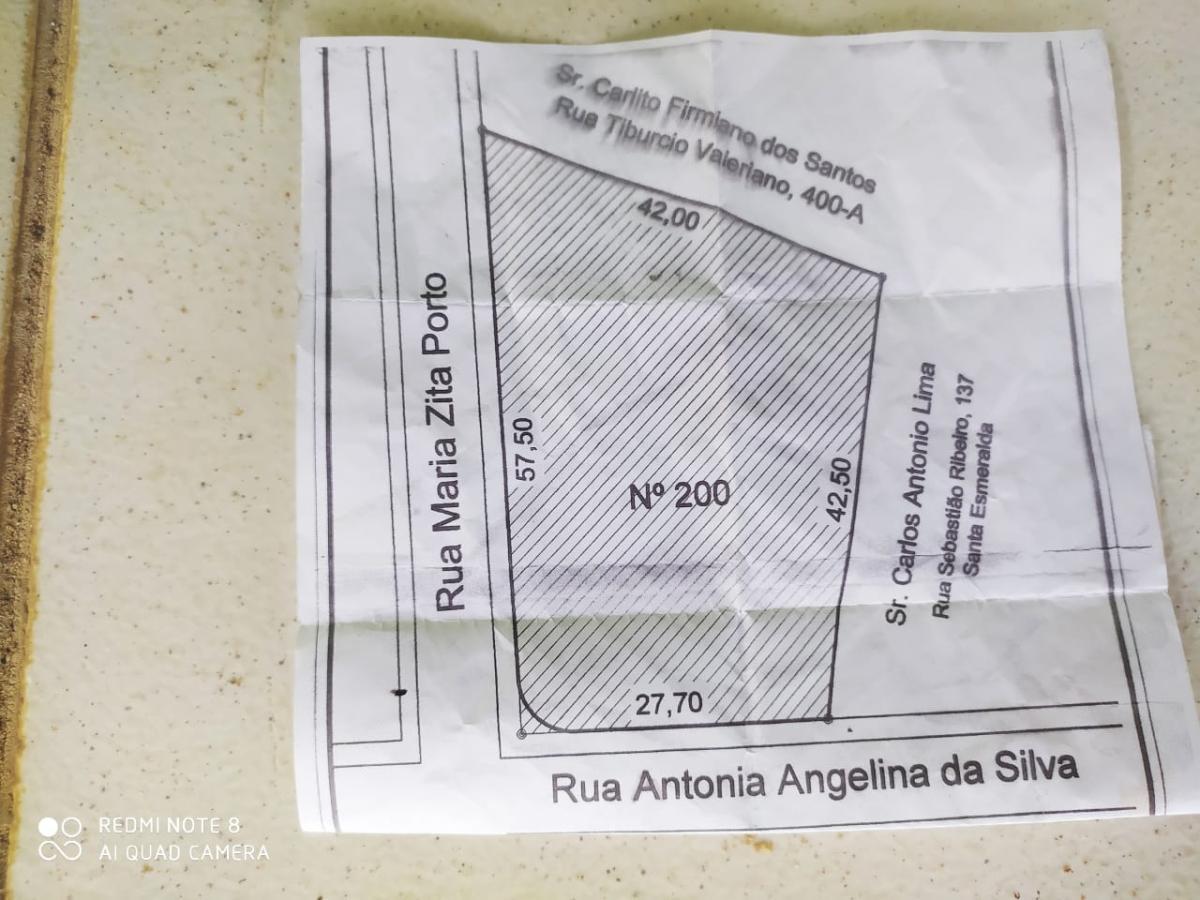 Sr. Carlito Firmiano dos Santos
Rua Tiburcio Valeriano, 400-A
42,00
Rua Maria Zita Porto
57,50
Nº 200
42,50
Sr. Carlos Antonio Lima
Rua Sebastião Ribeiro, 137
Santa Esmeralda
27,70
Rua Antonia Angelina da Silva
REDMI NOTE 8
AI QUAD CAMERA